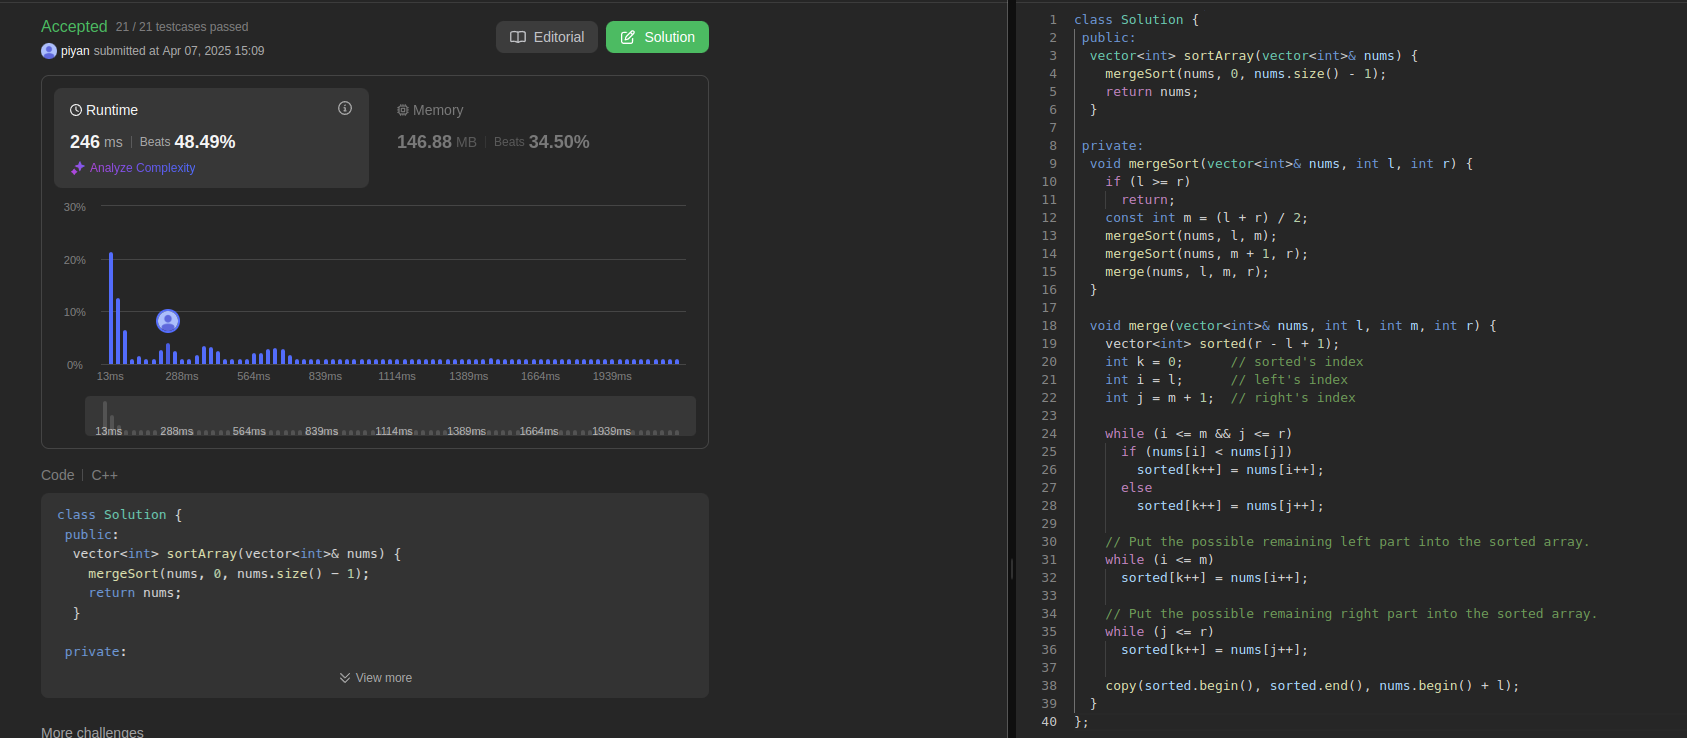 Accepted 21 / 21 testcases passed
piyan submitted at Apr 07, 2025 15:09
Editorial
Solution
Runtime
246 ms | Beats 48.49%
Analyze Complexity
Memory
146.88 MB | Beats 34.50%
30%
20%
10%
0%
13ms 288ms 564ms 839ms 1114ms 1389ms 1664ms 1939ms
13ms 288ms 564ms 839ms 1114ms 1389ms 1664ms 1939ms
Code | C++
class Solution {
 public:
  vector<int> sortArray(vector<int>& nums) {
    mergeSort(nums, 0, nums.size() - 1);
    return nums;
  }

 private:
View more
More challenges
1 class Solution {
2  public:
3   vector<int> sortArray(vector<int>& nums) {
4     mergeSort(nums, 0, nums.size() - 1);
5     return nums;
6   }
7
8  private:
9   void mergeSort(vector<int>& nums, int l, int r) {
10     if (l >= r)
11       return;
12     const int m = (l + r) / 2;
13     mergeSort(nums, l, m);
14     mergeSort(nums, m + 1, r);
15     merge(nums, l, m, r);
16   }
17
18   void merge(vector<int>& nums, int l, int m, int r) {
19     vector<int> sorted(r - l + 1);
20     int k = 0;      // sorted's index
21     int i = l;      // left's index
22     int j = m + 1;  // right's index
23
24     while (i <= m && j <= r)
25       if (nums[i] < nums[j])
26         sorted[k++] = nums[i++];
27       else
28         sorted[k++] = nums[j++];
29
30     // Put the possible remaining left part into the sorted array.
31     while (i <= m)
32       sorted[k++] = nums[i++];
33
34     // Put the possible remaining right part into the sorted array.
35     while (j <= r)
36       sorted[k++] = nums[j++];
37
38     copy(sorted.begin(), sorted.end(), nums.begin() + l);
39   }
40 };